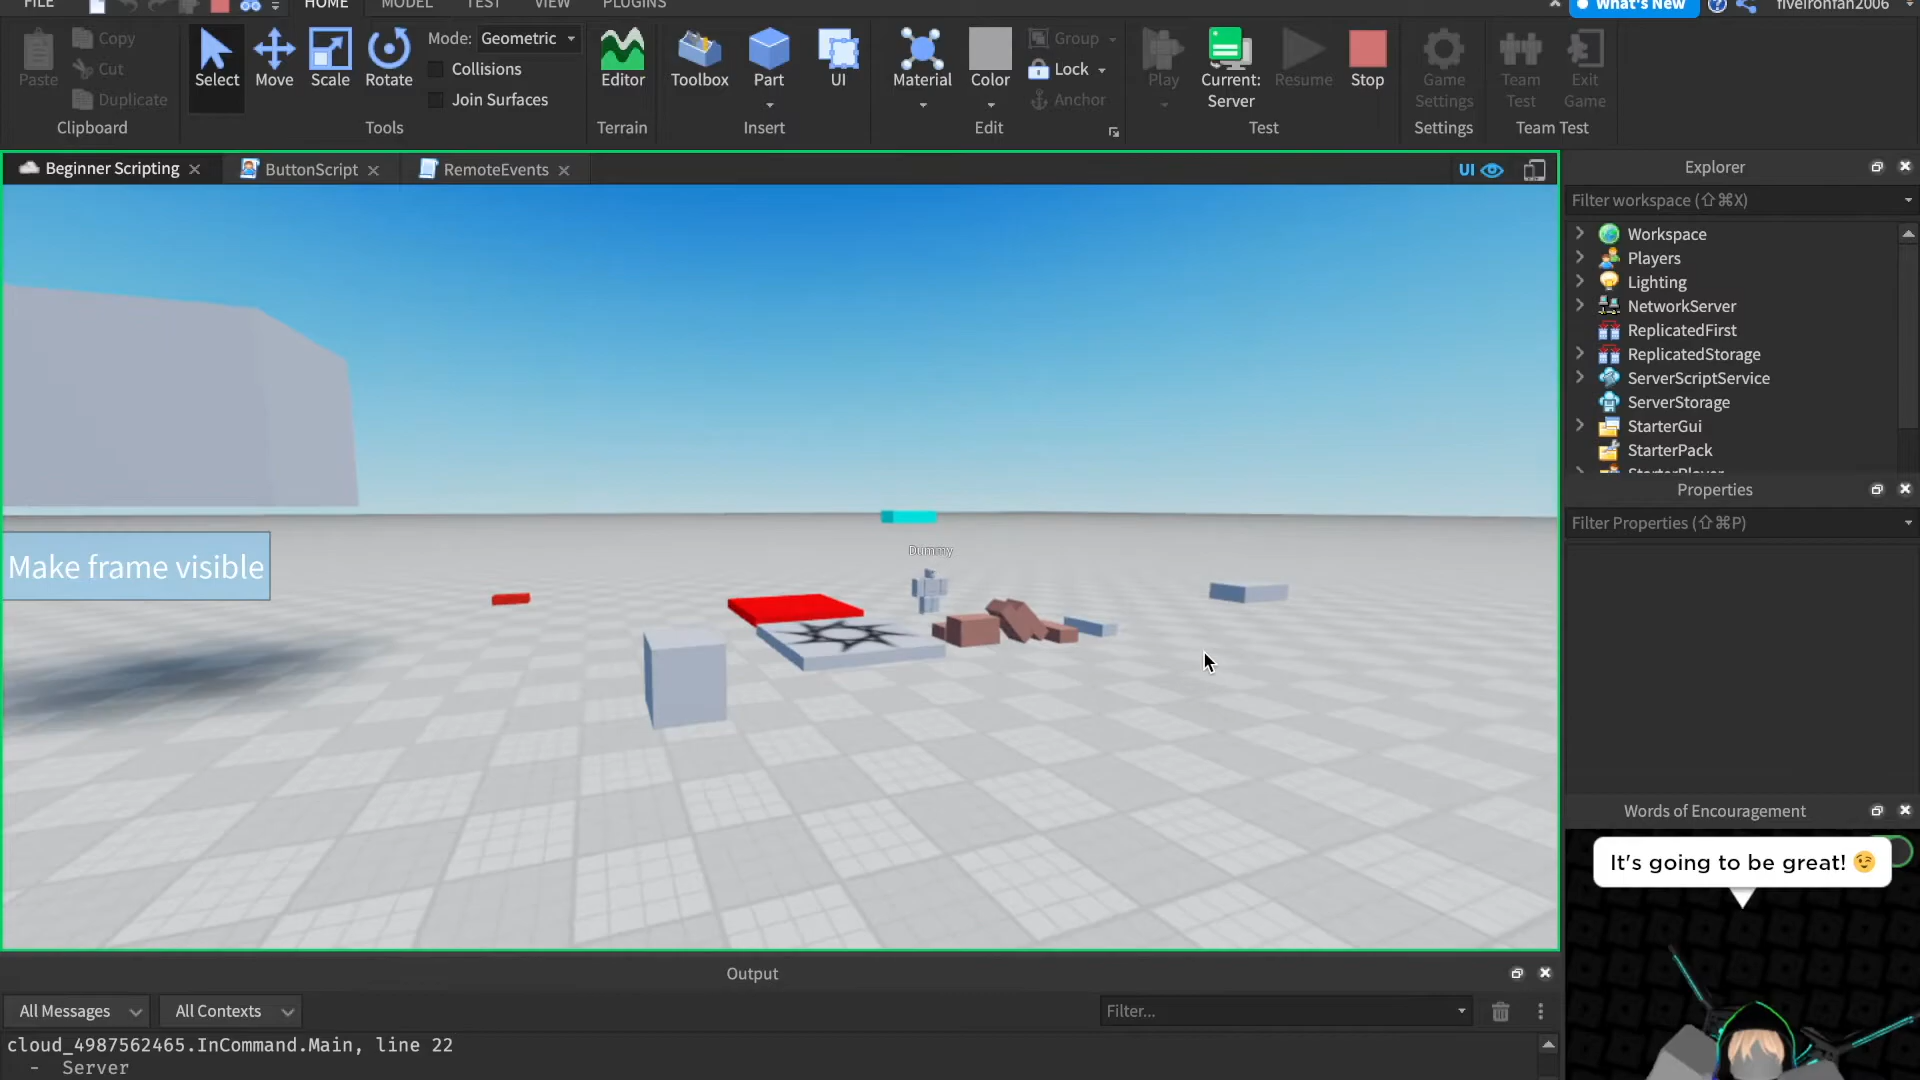 FILE
HOME
MODEL
TEST
VIEW
PLUGINS
What's New
fiveironfan2006
Paste
Copy
Cut
Duplicate
Clipboard
Select
Move
Scale
Rotate
Mode: Geometric
Collisions
Join Surfaces
Tools
Editor
Terrain
Toolbox
Part
UI
Insert
Material
Color
Group
Lock
Anchor
Edit
Play
Current:
Server
Resume
Stop
Test
Game
Settings
Settings
Team
Test
Exit
Game
Team Test
Beginner Scripting
ButtonScript
RemoteEvents
UI
Make frame visible
Dummy
Explorer
Filter workspace (⇧⌘X)
Workspace
Players
Lighting
NetworkServer
ReplicatedFirst
ReplicatedStorage
ServerScriptService
ServerStorage
StarterGui
StarterPack
StarterPlayer
Properties
Filter Properties (⇧⌘P)
Words of Encouragement
It's going to be great! 😉
Output
All Messages
All Contexts
Filter...
cloud_4987562465.InCommand.Main, line 22
- Server